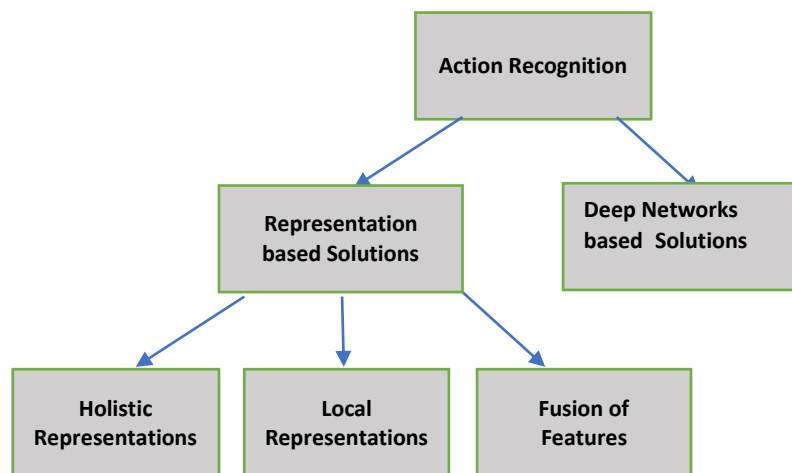 Action Recognition
Representation
based Solutions
Deep Networks
based Solutions
Holistic
Representations
Local
Representations
Fusion of
Features